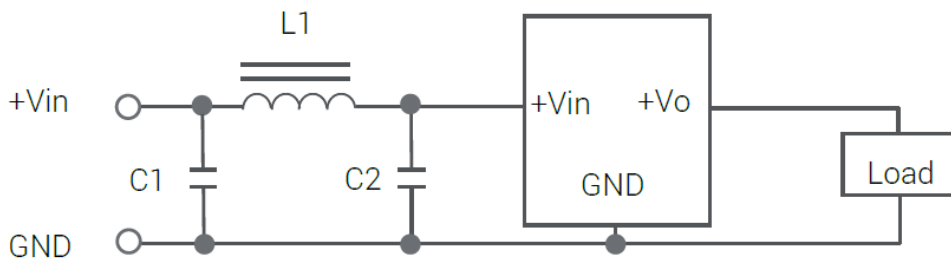 L1
+Vin
+Vin
+Vo
C1
C2
GND
Load
GND